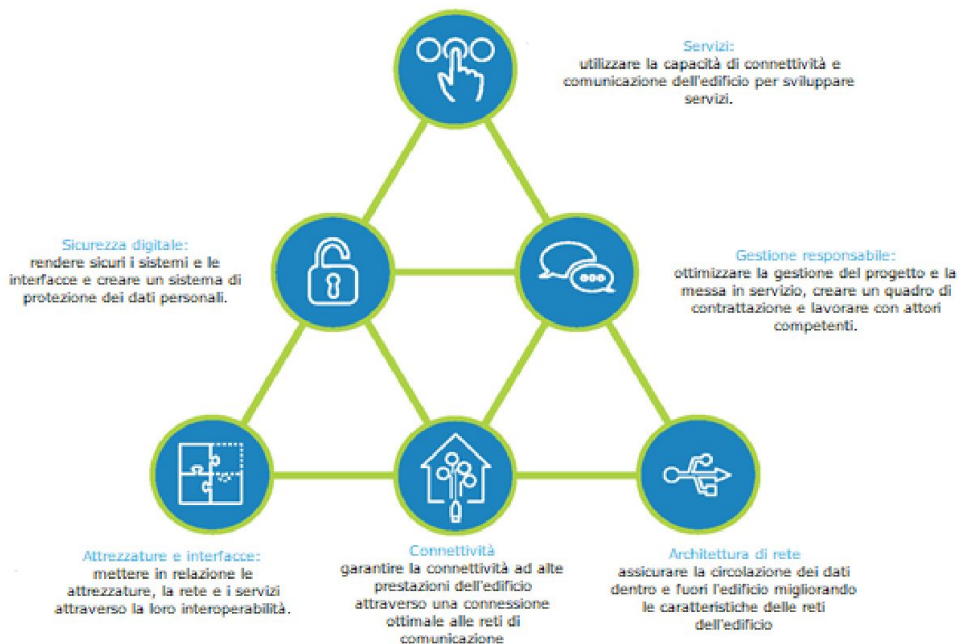 Servizi:
utilizzare la capacità di connettività e
comunicazione dell'edificio per sviluppare
servizi.
Sicurezza digitale:
rendere sicuri i sistemi e le
interfacce e creare un sistema di
protezione dei dati personali.
Gestione responsabile:
ottimizzare la gestione del progetto e la
messa in servizio, creare un quadro di
contrattazione e lavorare con attori
competenti.
Attrezzature e interfacce:
mettere in relazione le
attrezzature, la rete e i servizi
attraverso la loro interoperabilità.
Connettività
garantire la connettività ad alte
prestazioni dell'edificio
attraverso una connessione
ottimale alle reti di
comunicazione
Architettura di rete
assicurare la circolazione dei dati
dentro e fuori l'edificio migliorando
le caratteristiche delle reti
dell'edificio